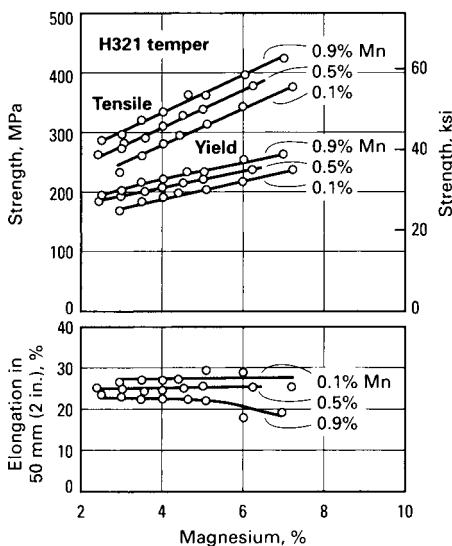 500
H321 temper
0.9% Mn
0.5%
0.1%
400
60
Tensile
Strength, MPa
300
Yield
0.9% Mn
40
Strength, ksi
0.5%
0.1%
200
20
100
0
0
40
Elongation in
50 mm (2 in.), %
30
0.1% Mn
20
0.5%
0.9%
10
0
2
4
6
8
10
Magnesium, %